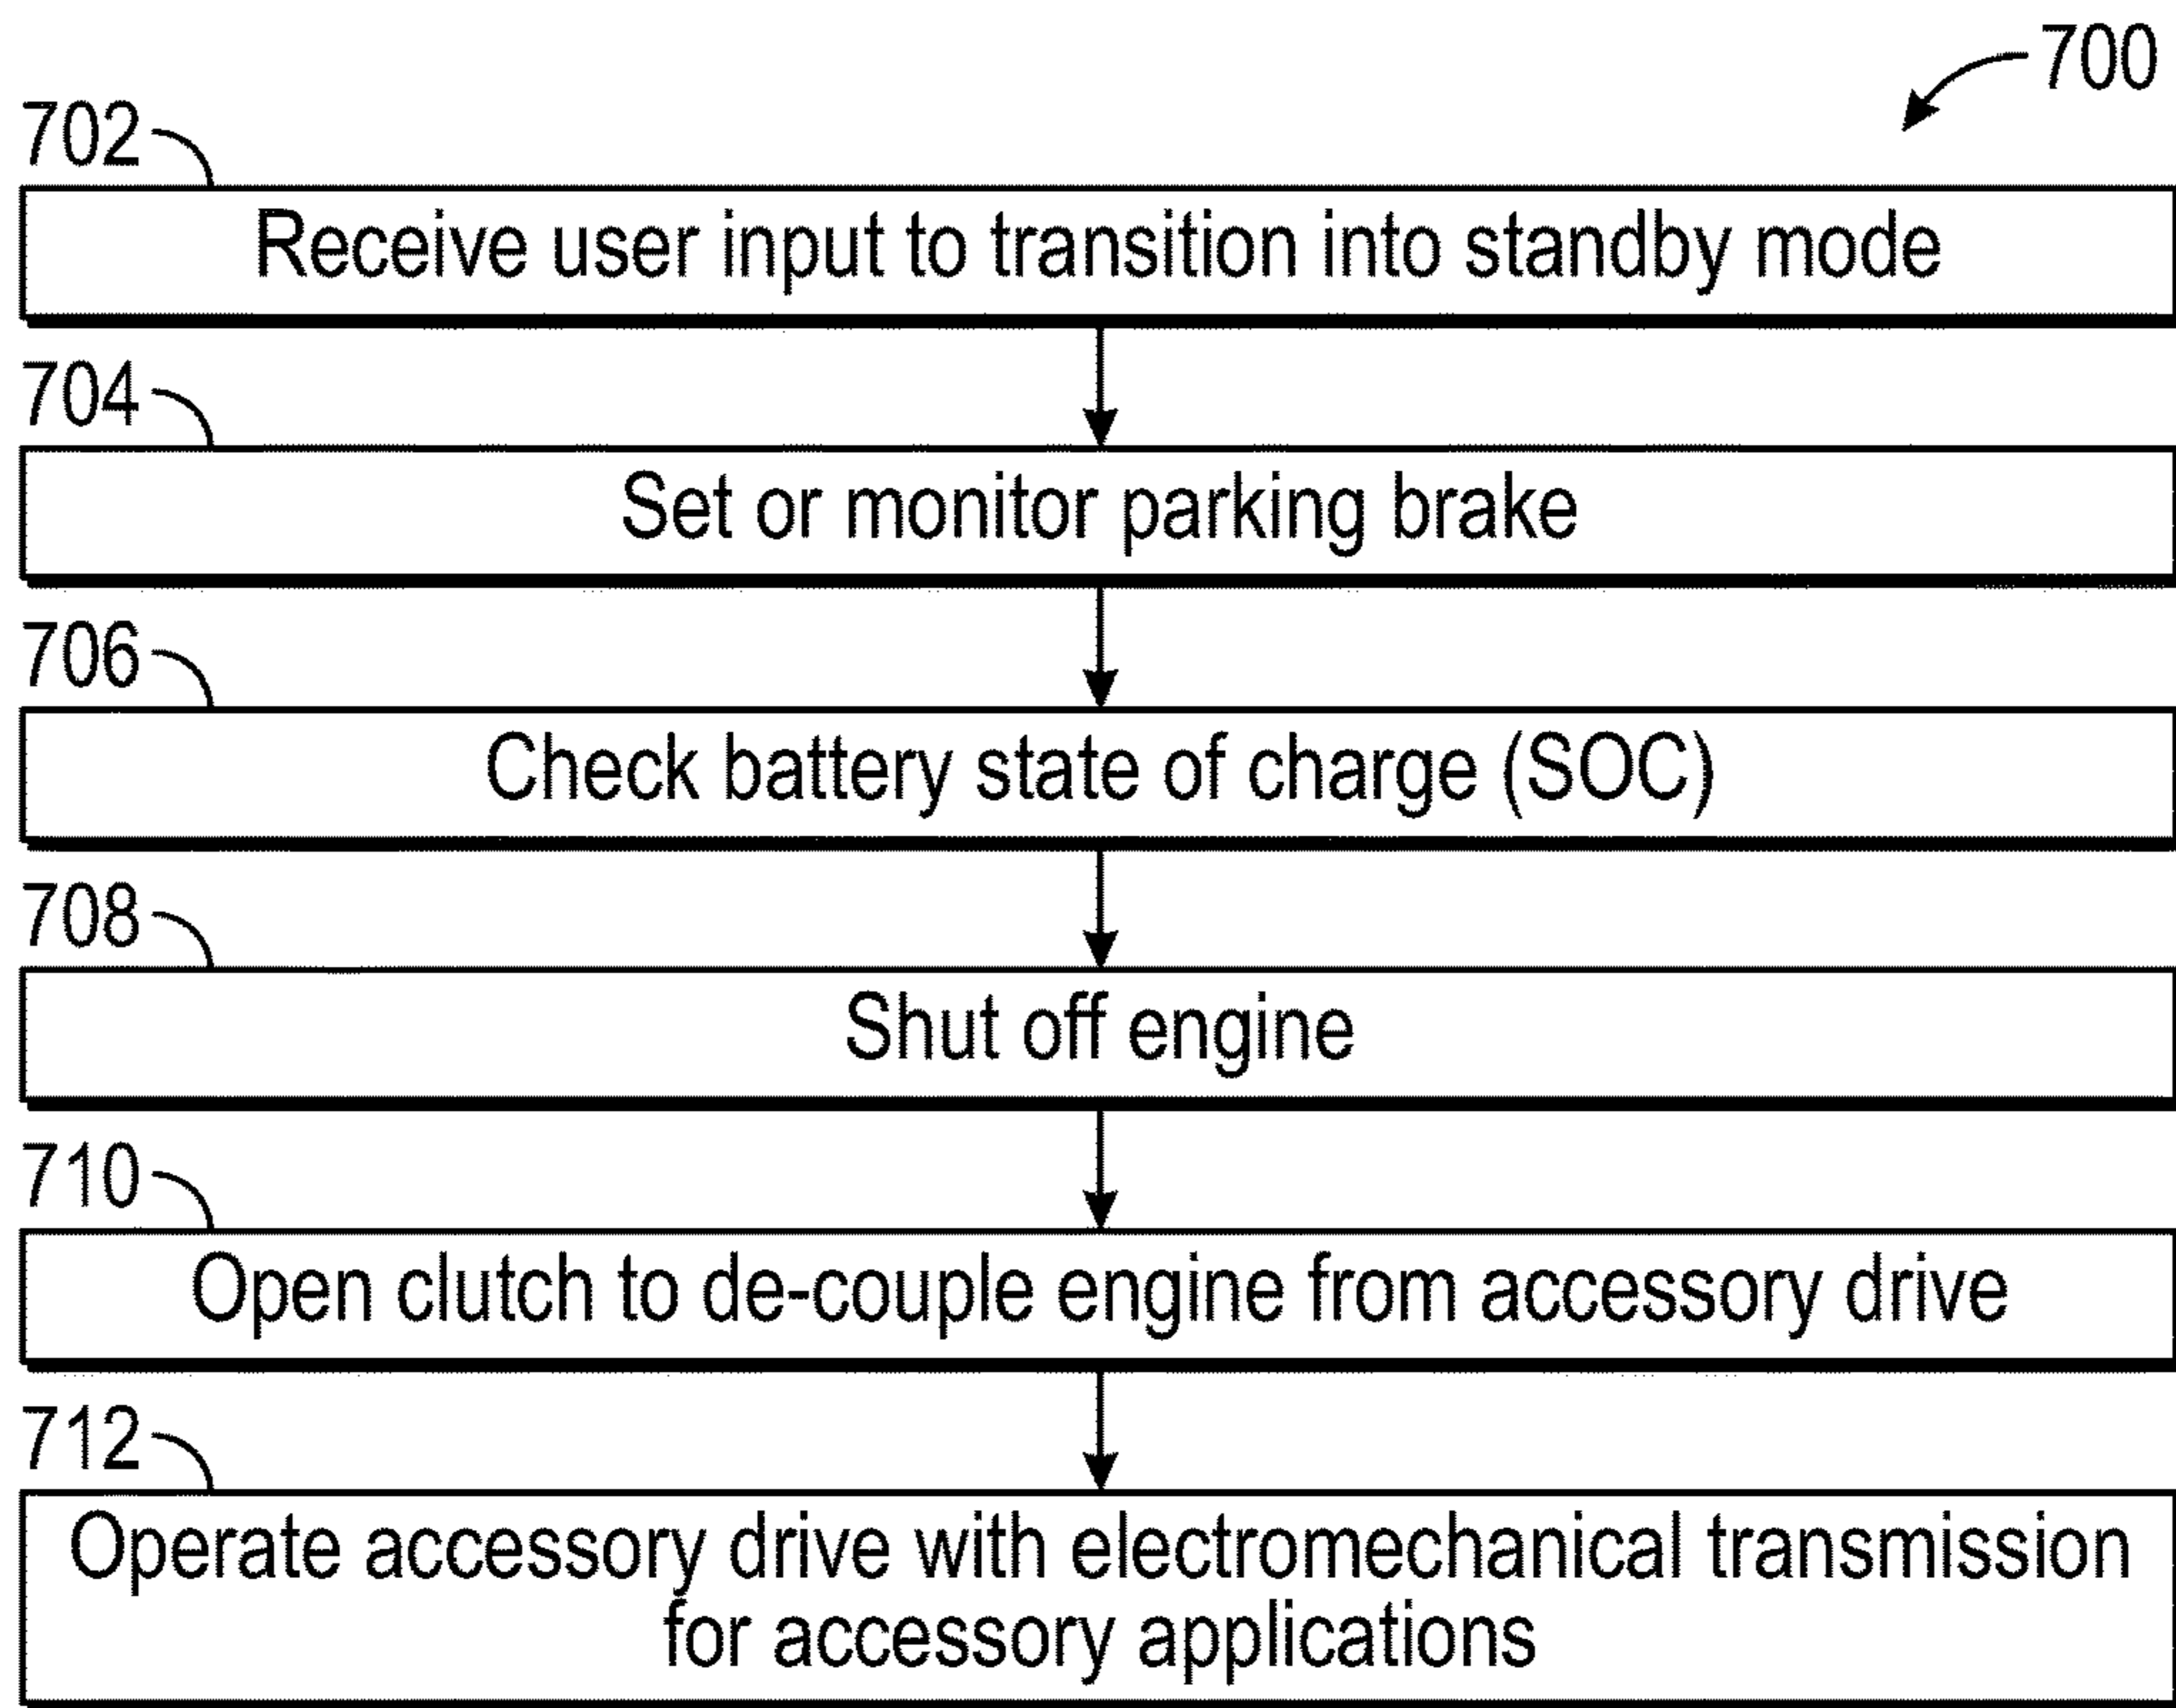 700
702
Receive user input to transition into standby mode
704
Set or monitor parking brake
706
Check battery state of charge (SOC)
708
Shut off engine
710
Open clutch to de-couple engine from accessory drive
712
Operate accessory drive with electromechanical transmission
for accessory applications